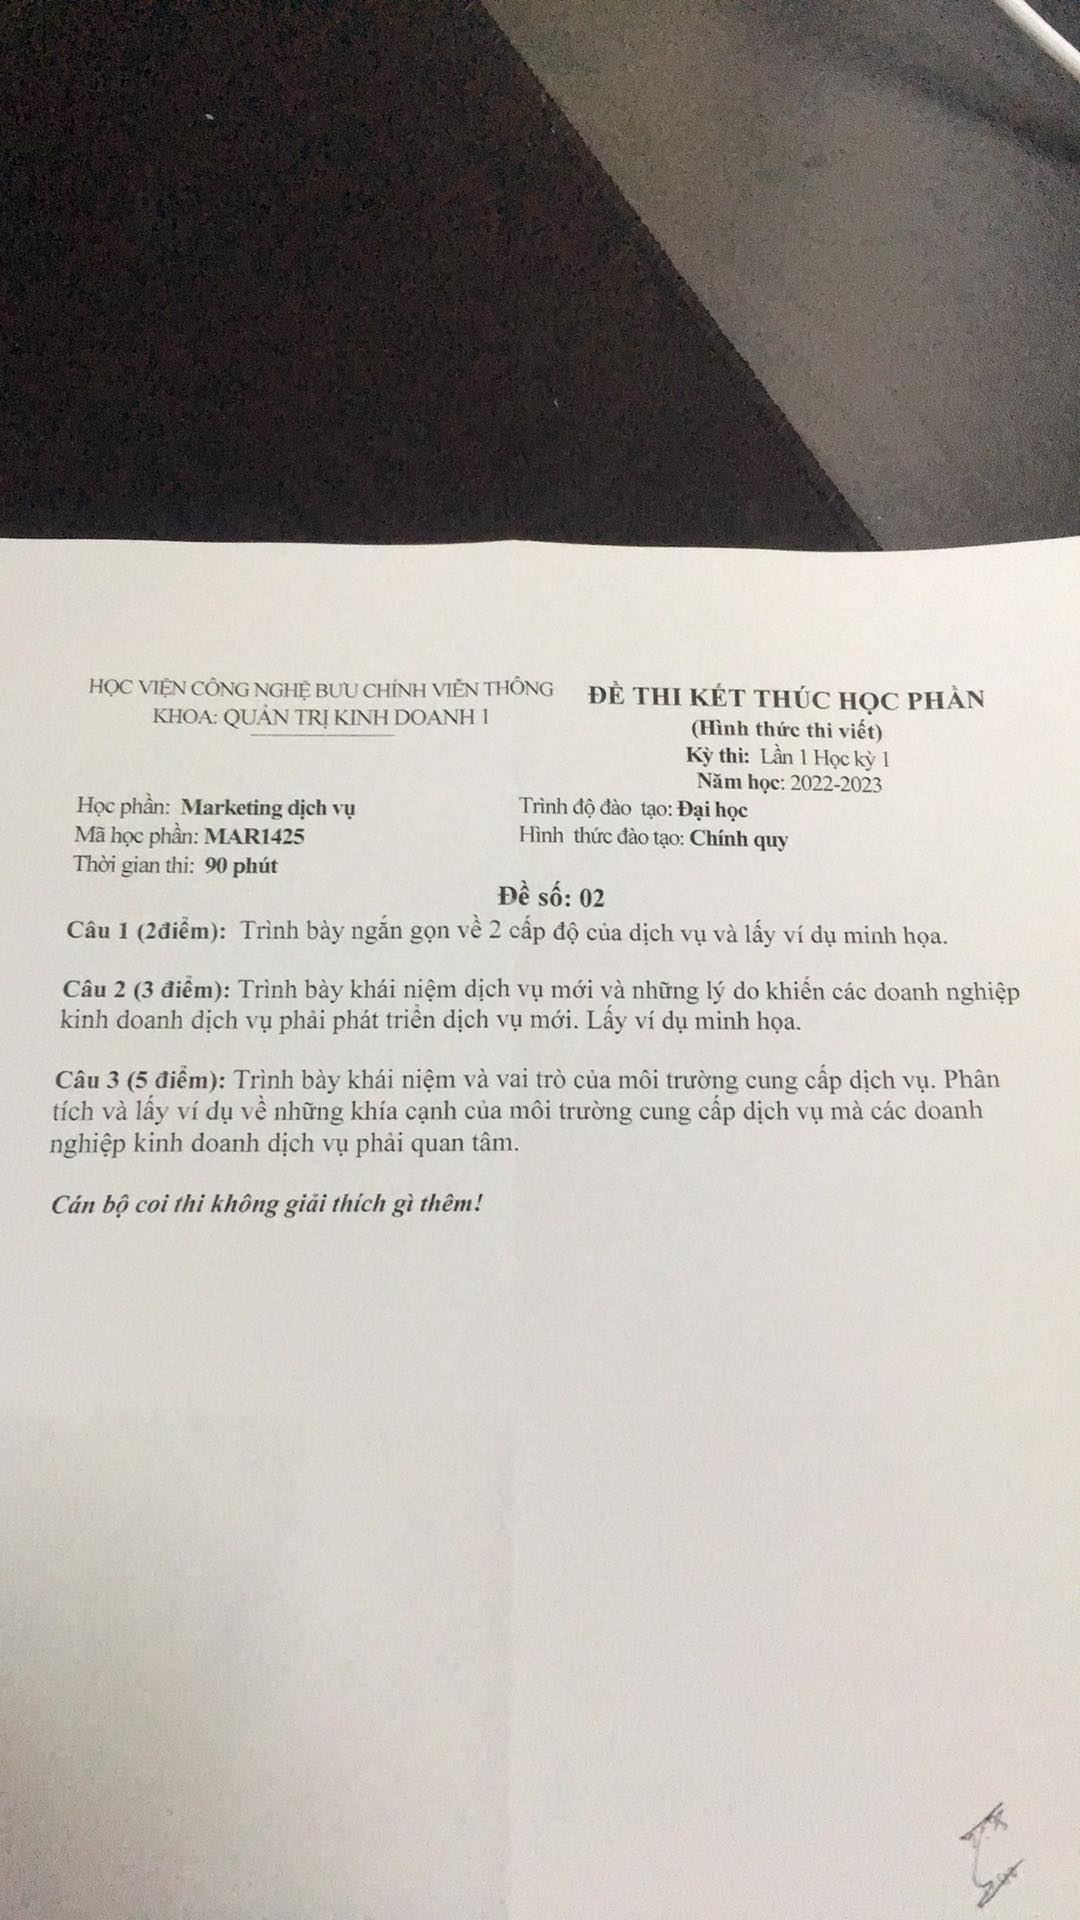 HỌC VIỆN CÔNG NGHỆ BƯU CHÍNH VIỄN THÔNG
KHOA: QUẢN TRỊ KINH DOANH 1
ĐỀ THI KẾT THÚC HỌC PHẦN
(Hình thức thi viết)
Kỳ thi: Lần 1 Học kỳ 1
Năm học: 2022-2023
Học phần: Marketing dịch vụ
Trình độ đào tạo: Đại học
Mã học phần: MAR1425
Hình thức đào tạo: Chính quy
Thời gian thi: 90 phút
Đề số: 02
Câu 1 (2điểm): Trình bày ngắn gọn về 2 cấp độ của dịch vụ và lấy ví dụ minh họa.
Câu 2 (3 điểm): Trình bày khái niệm dịch vụ mới và những lý do khiến các doanh nghiệp
kinh doanh dịch vụ phải phát triển dịch vụ mới. Lấy ví dụ minh họa.
Câu 3 (5 điểm): Trình bày khái niệm và vai trò của môi trường cung cấp dịch vụ. Phân
tích và lấy ví dụ về những khía cạnh của môi trường cung cấp dịch vụ mà các doanh
nghiệp kinh doanh dịch vụ phải quan tâm.
Cán bộ coi thi không giải thích gì thêm!